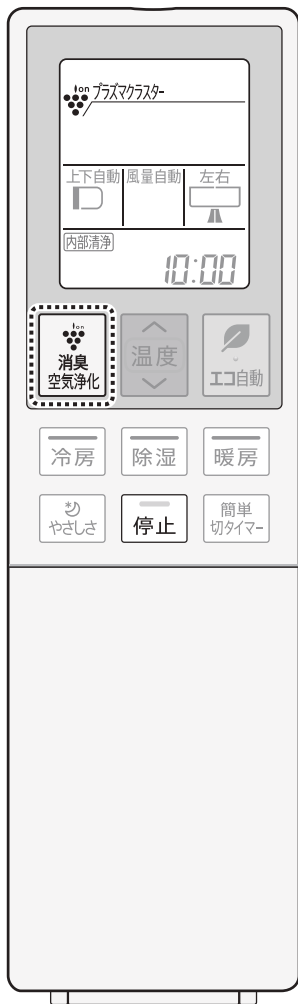 Ion プラズマクラスター
上下自動 風量自動 左右
内部清浄
10:00
Ion
消臭
空気浄化
温度
エコ自動
冷房 除湿 暖房
やさしさ 停止 簡単
切タイマー